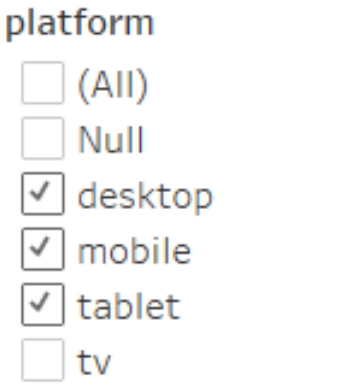 platform
(All)
Null
desktop
mobile
tablet
tv